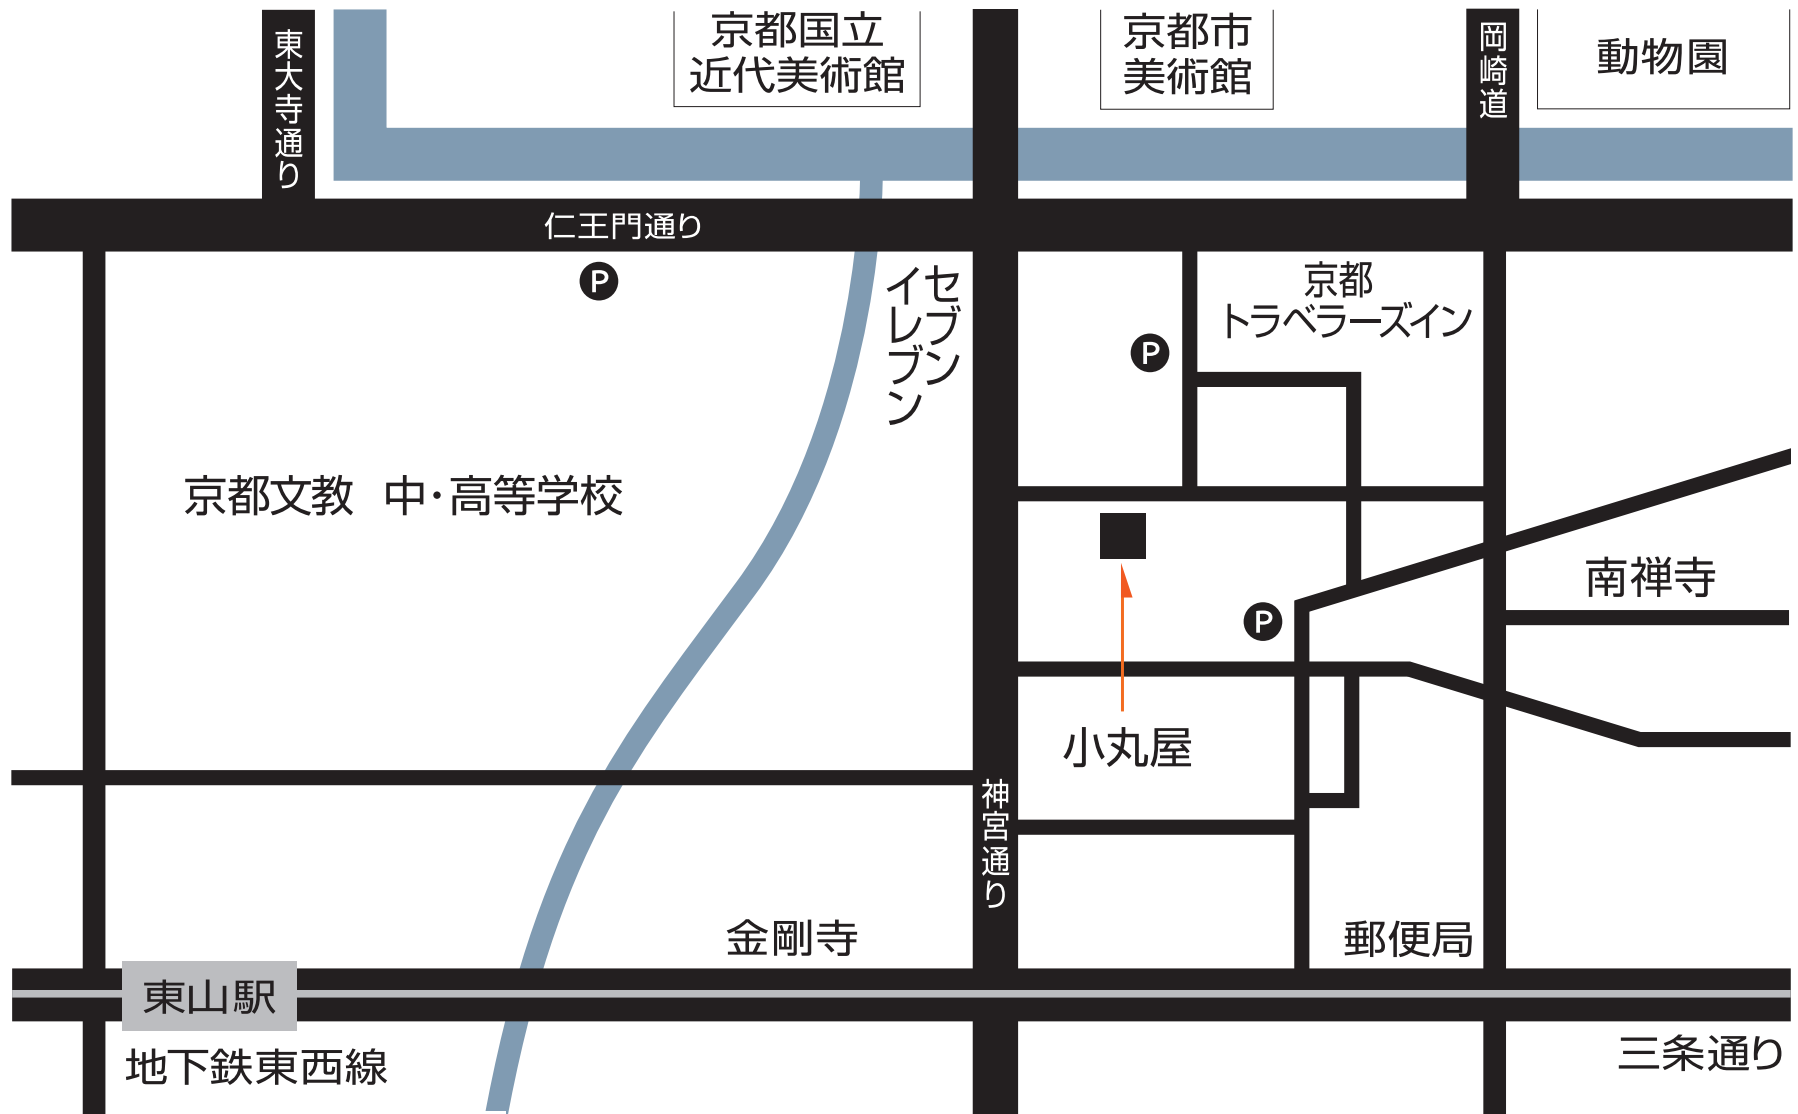 京都国立
近代美術館
京都市
美術館
動物園
東大寺通り
岡崎道
仁王門通り
P
セブン
イレブン
京都
トラベラーズイン
P
京都文教 中・高等学校
南禅寺
P
小丸屋
神宮通り
金剛寺
郵便局
東山駅
地下鉄東西線
三条通り